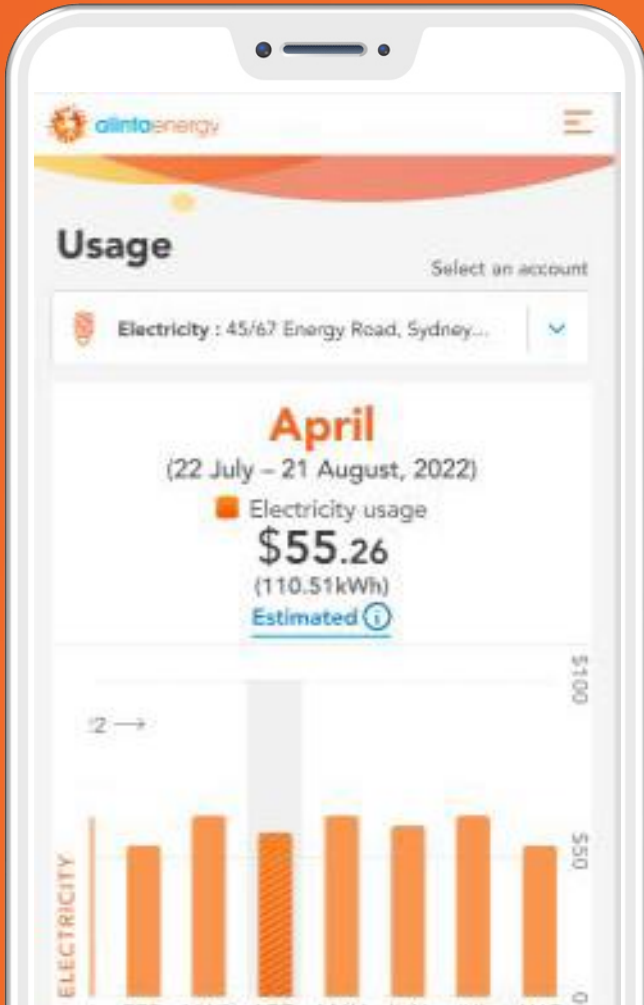 alintaenergy
Usage
Select an account
Electricity : 45/67 Energy Road, Sydney...
April
(22 July – 21 August, 2022)
Electricity usage
$55.26
(110.51kWh)
Estimated
$100
:2 →
$50
ELECTRICITY
0